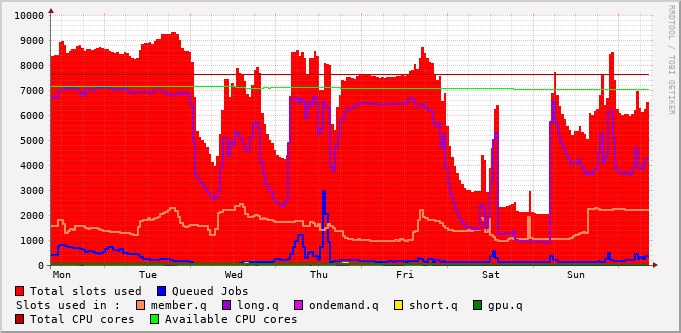 10000
9000
8000
7000
6000
5000
4000
3000
2000
1000
0
Mon Tue Wed Thu Fri Sat Sun
Total slots used Queued Jobs
Slots used in : member.q long.q ondemand.q short.q gpu.q
Total CPU cores Available CPU cores
RRDTOOL / TOBI OETIKER